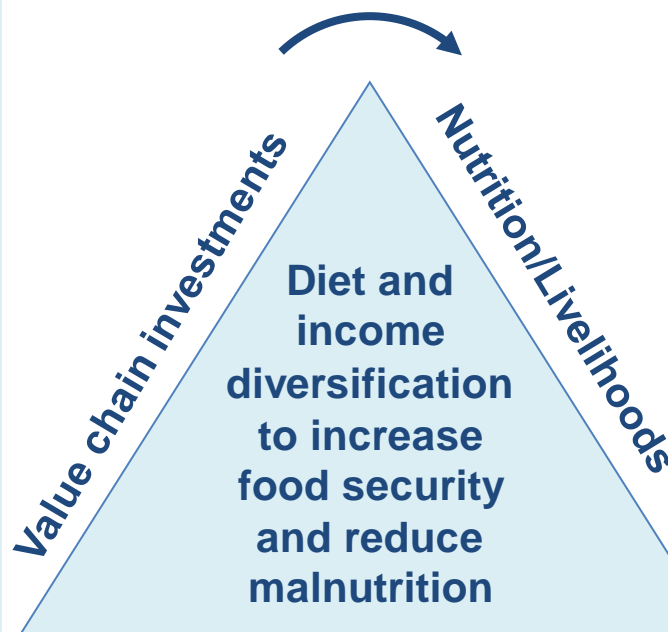 Value chain investments
Nutrition/Livelihoods
Diet and
income
diversification
to increase
food security
and reduce
malnutrition